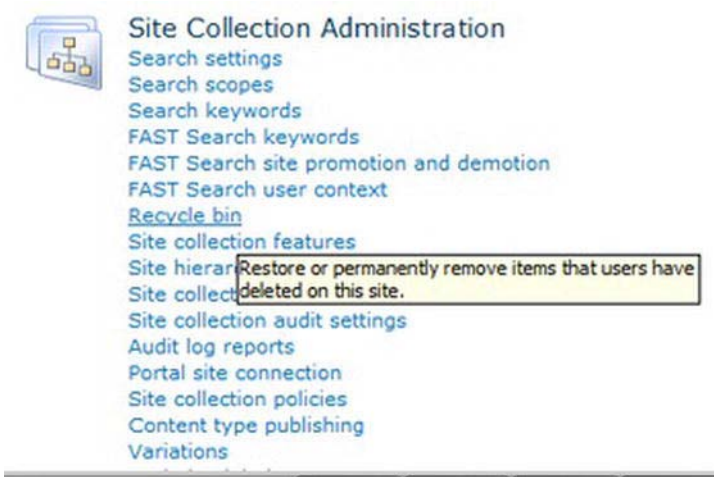 Site Collection Administration
Search settings
Search scopes
Search keywords
FAST Search keywords
FAST Search site promotion and demotion
FAST Search user context
Recycle bin
Site collection features
Site hierar
Restore or permanently remove items that users have
deleted on this site.
Site collect
Site collection audit settings
Audit log reports
Portal site connection
Site collection policies
Content type publishing
Variations